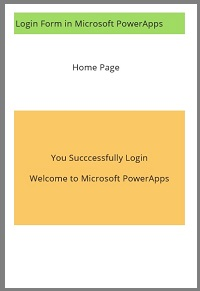 Login Form in Microsoft PowerApps
Home Page
You Succcessfully Login
Welcome to Microsoft PowerApps